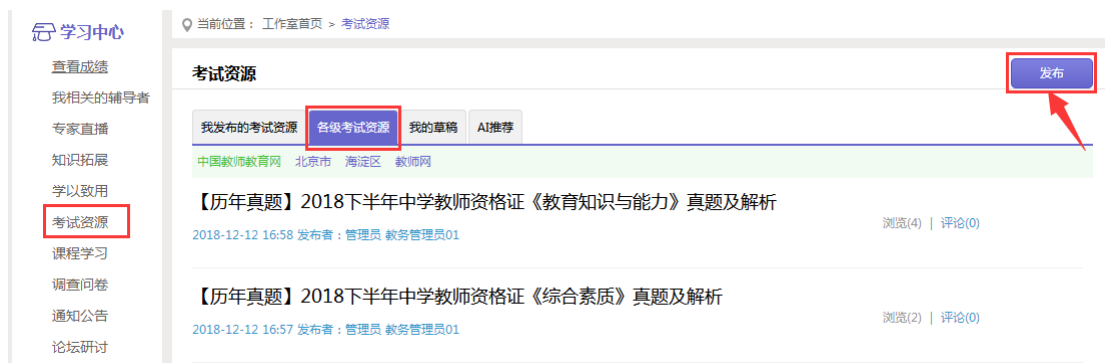 学习中心
查看成绩
我相关的辅导者
专家直播
知识拓展
学以致用
考试资源
课程学习
调查问卷
通知公告
论坛研讨
当前位置： 工作室首页 > 考试资源
考试资源
发布
我发布的考试资源 各级考试资源 我的草稿 AI推荐
中国教师教育网 北京市 海淀区 教师网
【历年真题】2018下半年中学教师资格证《教育知识与能力》真题及解析
2018-12-12 16:58 发布者：管理员 教务管理员01
浏览(4) | 评论(0)
【历年真题】2018下半年中学教师资格证《综合素质》真题及解析
2018-12-12 16:57 发布者：管理员 教务管理员01
浏览(2) | 评论(0)